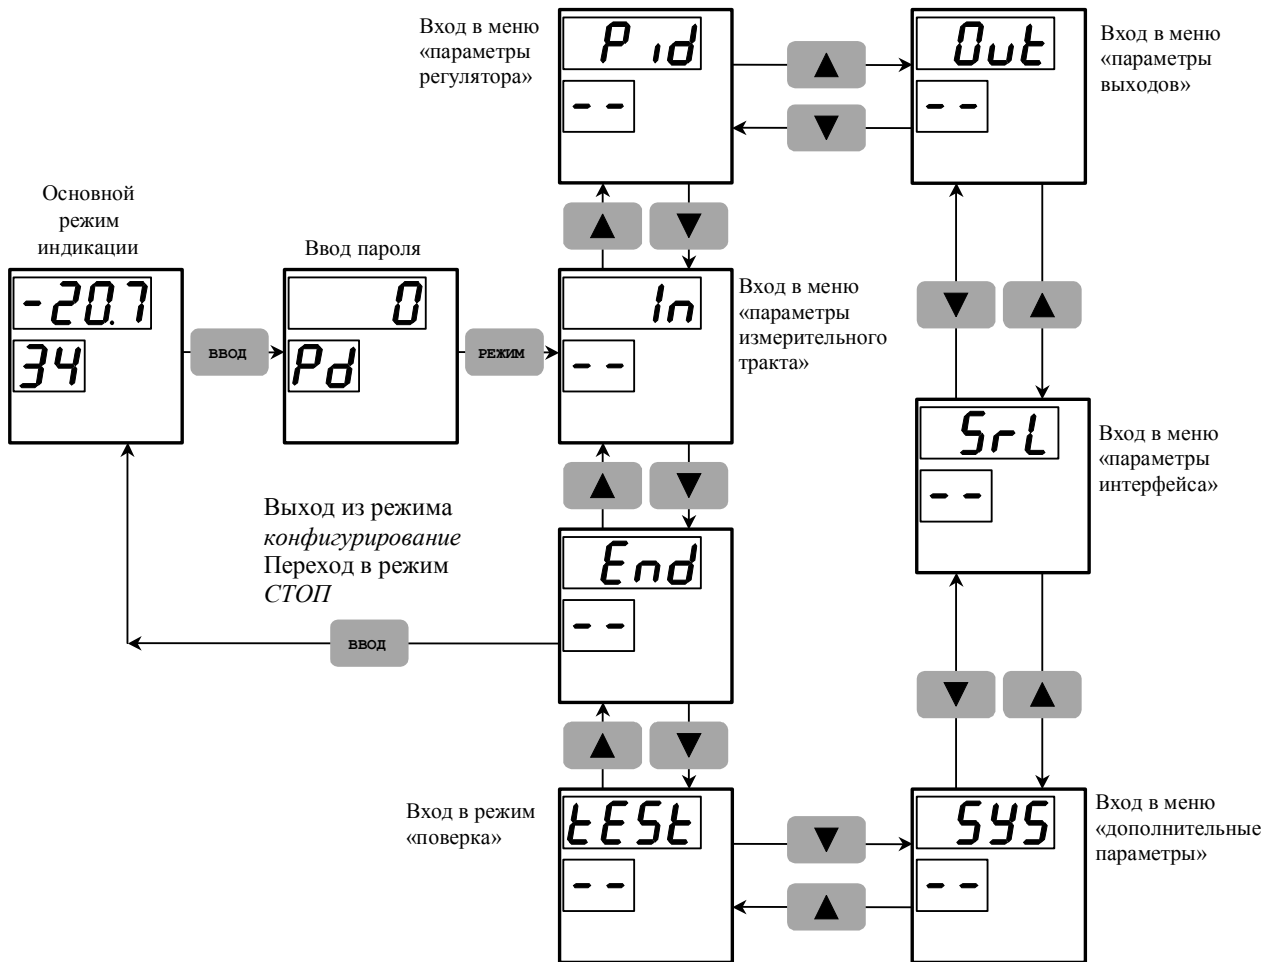 Вход в меню
«параметры
регулятора»
P id
--
▲
▼
Out
--
Вход в меню
«параметры
выходов»
Основной
режим
индикации
-20.7
34
ВВОД
Ввод пароля
0
Pd
РЕЖИМ
▲
▼
In
--
Вход в меню
«параметры
измерительного
тракта»
▼
▲
SrL
--
Вход в меню
«параметры
интерфейса»
▲
▼
Выход из режима
конфигурирование
Переход в режим
СТОП
ВВОД
End
--
▼
▲
▲
▼
Вход в режим
«поверка»
tESt
--
▼
▲
SYS
--
Вход в меню
«дополнительные
параметры»